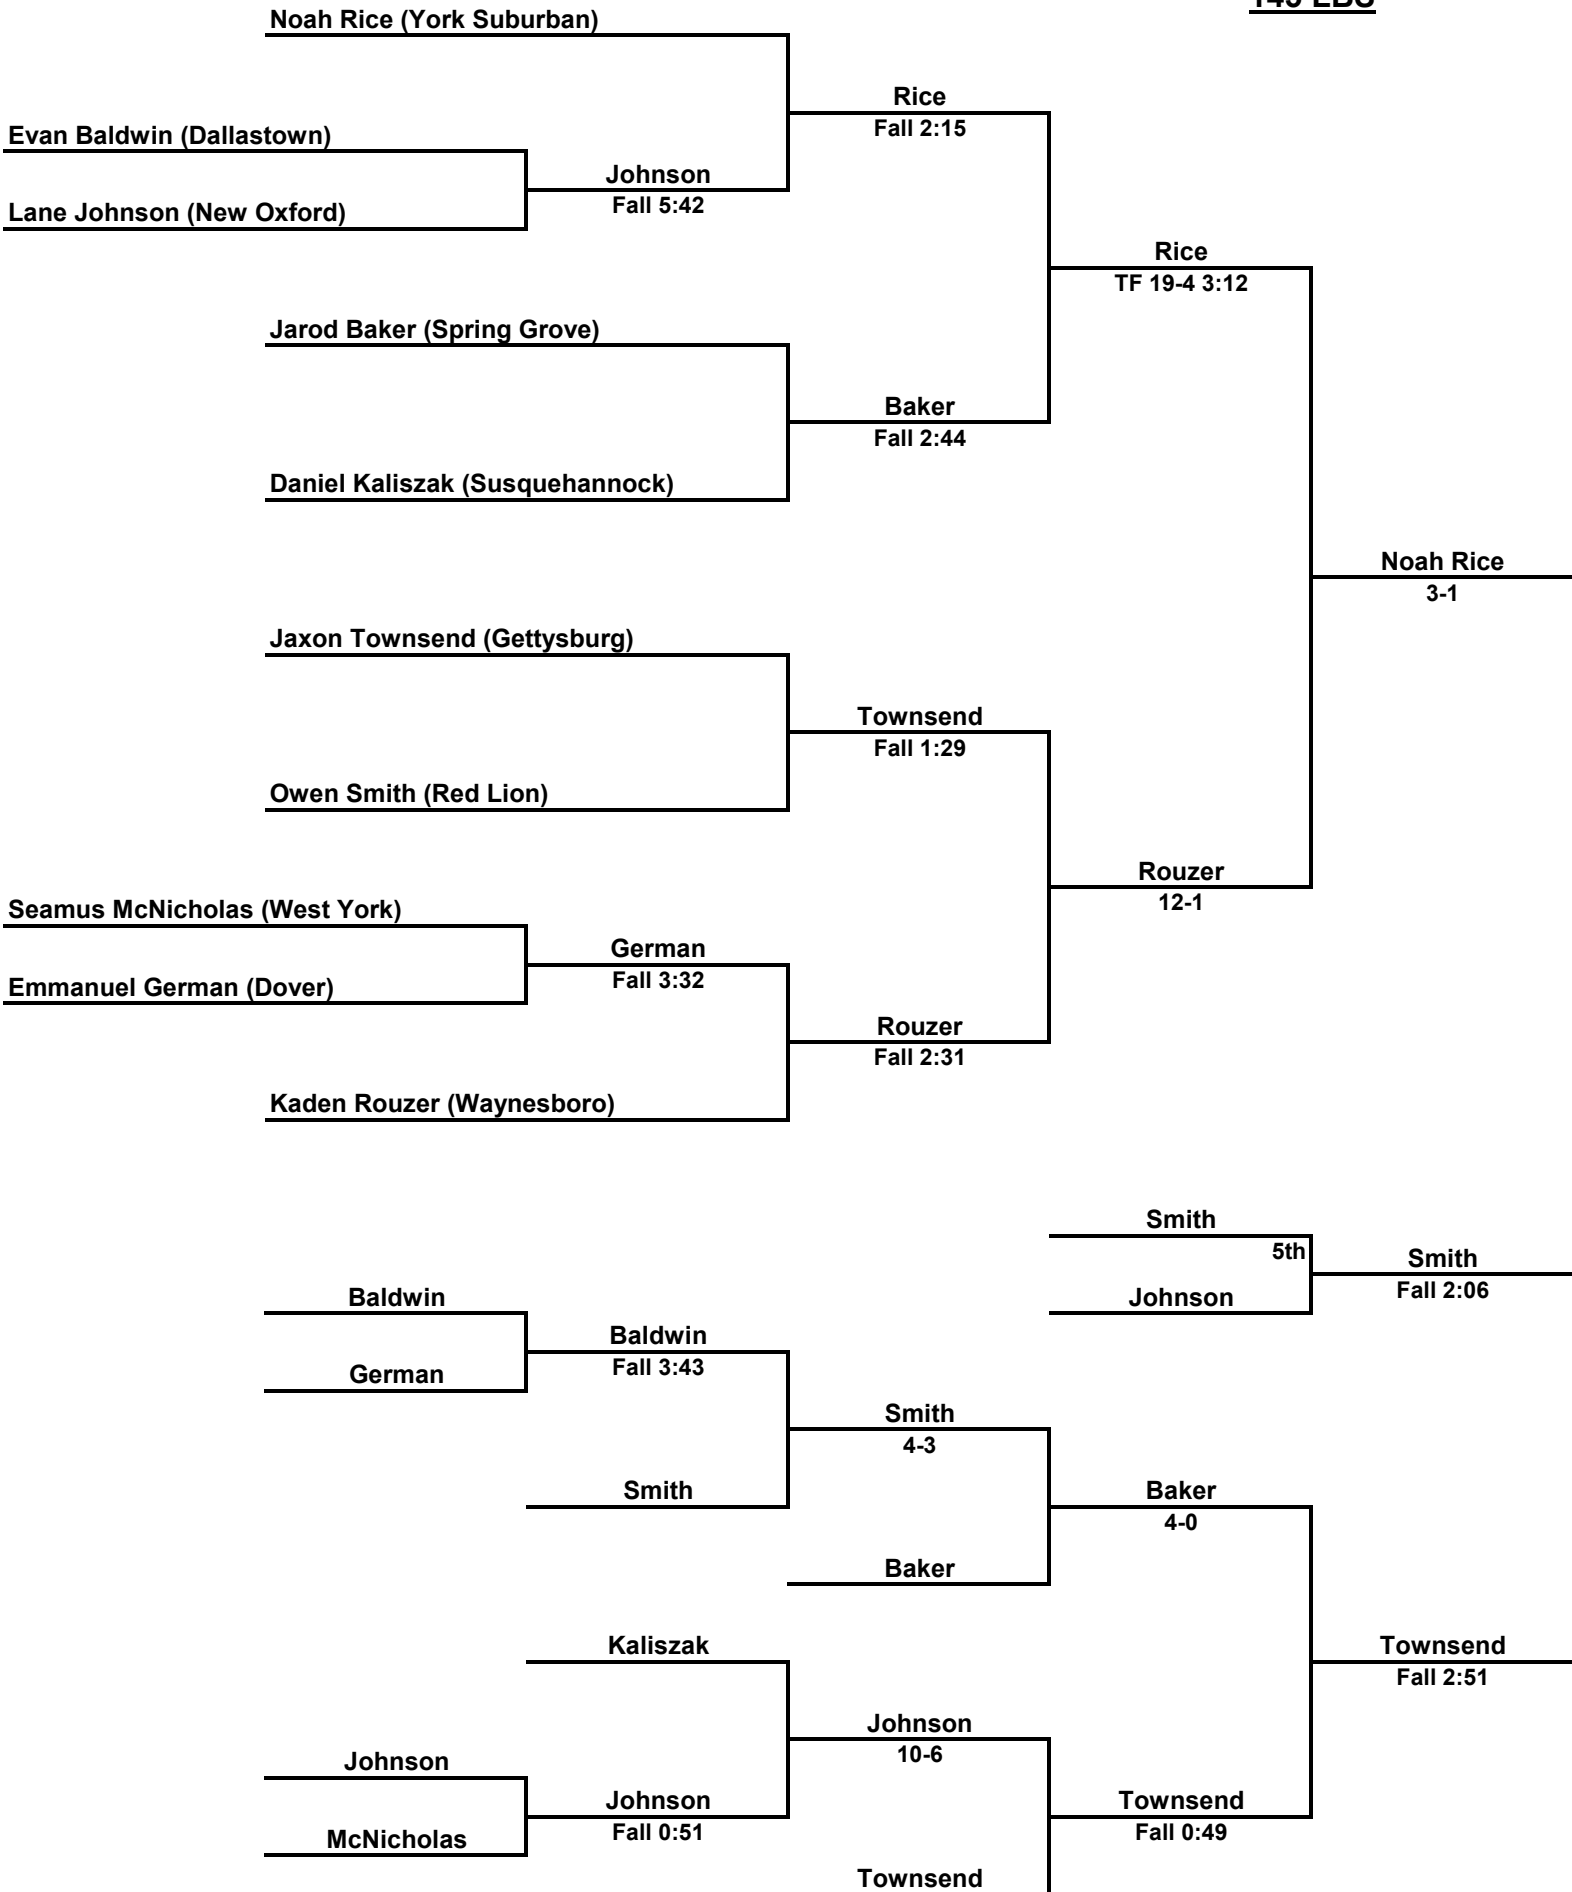 Noah Rice (York Suburban)
Rice
Fall 2:15
Evan Baldwin (Dallastown)
Johnson
Fall 5:42
Lane Johnson (New Oxford)
Rice
TF 19-4 3:12
Jarod Baker (Spring Grove)
Baker
Fall 2:44
Daniel Kaliszak (Susquehannock)
Noah Rice
3-1
Jaxon Townsend (Gettysburg)
Townsend
Fall 1:29
Owen Smith (Red Lion)
Rouzer
12-1
Seamus McNicholas (West York)
German
Fall 3:32
Emmanuel German (Dover)
Rouzer
Fall 2:31
Kaden Rouzer (Waynesboro)
Smith
5th
Smith
Fall 2:06
Johnson
Baldwin
Baldwin
Fall 3:43
German
Smith
4-3
Smith
Baker
4-0
Baker
Kaliszak
Townsend
Fall 2:51
Johnson
10-6
Johnson
Johnson
Fall 0:51
Townsend
Fall 0:49
McNicholas
Townsend